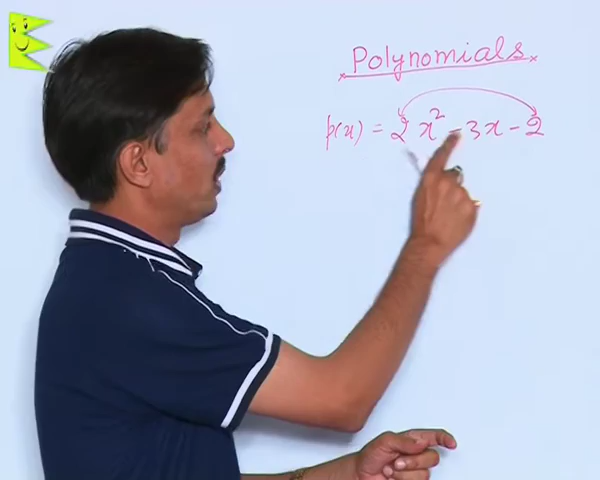 Polynomials
p(x) = 2x² - 3x - 2